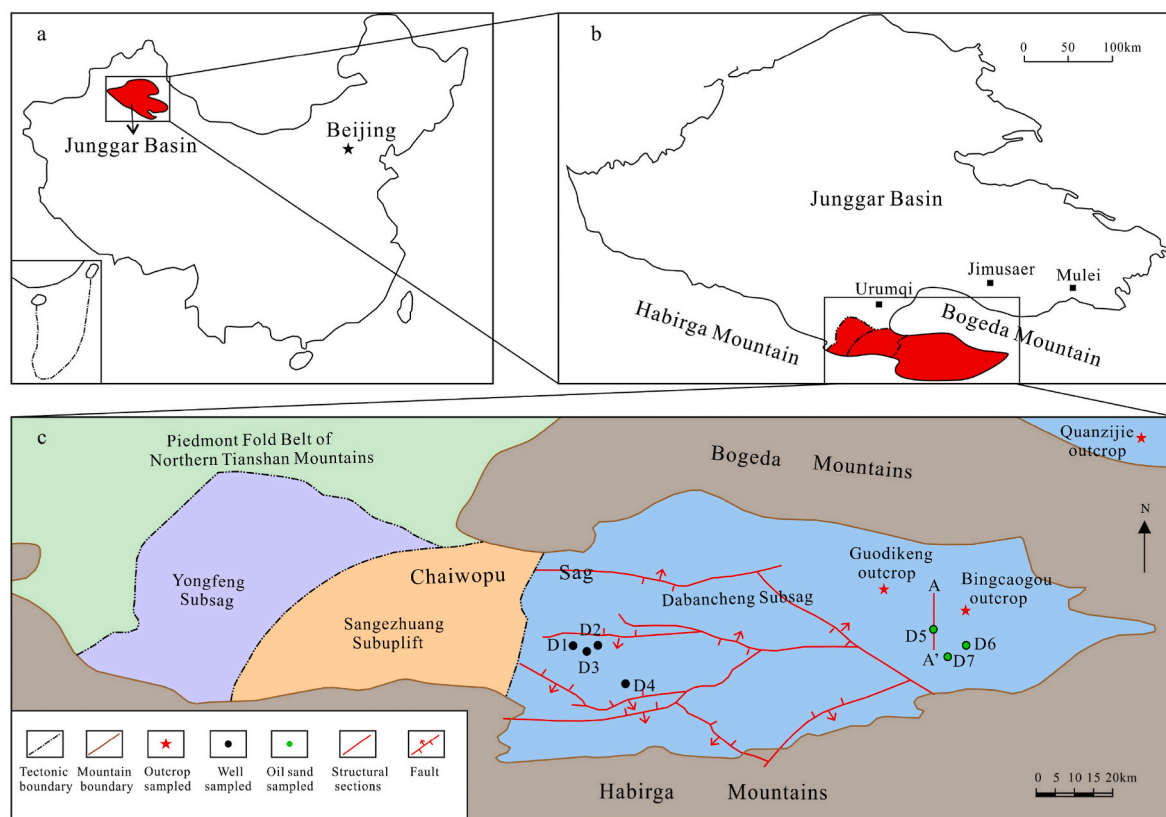 a
Junggar Basin
Beijing
b
0 50 100km
Junggar Basin
Jimusaer
Mulei
Urumqi
Habirga Mountain
Bogeda Mountain
c
Piedmont Fold Belt of
Northern Tianshan Mountains
Bogeda Mountains
Quanzijie
outcrop
N
Yongfeng
Subsag
Chaiwopu Sag
Sangezhuang
Subuplift
Dabancheng Subsag
Guodikeng
outcrop
Bingcaogou
outcrop
A
D1
D2
D3
D4
D5
D6
A'
D7
Habirga Mountains
0 5 10 15 20km
Tectonic
boundary
Mountain
boundary
Outcrop
sampled
Well
sampled
Oil sand
sampled
Structural
sections
Fault